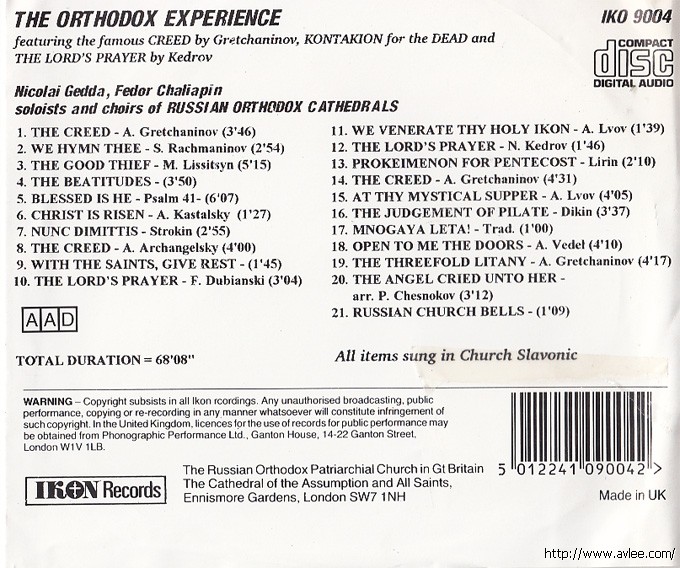 THE ORTHODOX EXPERIENCE
IKO 9004
featuring the famous CREED by Gretchaninov, KONTAKION for the DEAD and
THE LORD'S PRAYER by Kedrov
COMPACT
disc
DIGITAL AUDIO
Nicolai Gedda, Fedor Chaliapin
soloists and choirs of RUSSIAN ORTHODOX CATHEDRALS
1. THE CREED - A. Gretchaninov (3'46)
2. WE HYMN THEE - S. Rachmaninov (2'54)
3. THE GOOD THIEF - M. Lissitsyn (5'15)
4. THE BEATITUDES - (3'50)
5. BLESSED IS HE - Psalm 41- (6'07)
6. CHRIST IS RISEN - A. Kastalsky (1'27)
7. NUNC DIMITTIS - Strokin (2'55)
8. THE CREED - A. Archangelsky (4'00)
9. WITH THE SAINTS, GIVE REST - (1'45)
10. THE LORD'S PRAYER - F. Dubianski (3'04)
11. WE VENERATE THY HOLY IKON - A. Lvov (1'39)
12. THE LORD'S PRAYER - N. Kedrov (1'46)
13. PROKEIMENON FOR PENTECOST - Lirin (2'10)
14. THE CREED - A. Gretchaninov (4'31)
15. AT THY MYSTICAL SUPPER - A. Lvov (4'05)
16. THE JUDGEMENT OF PILATE - Dikin (3'37)
17. MNOGAYA LETA! - Trad. (1'00)
18. OPEN TO ME THE DOORS - A. Vedel (4'10)
19. THE THREEFOLD LITANY - A. Gretchaninov (4'17)
20. THE ANGEL CRIED UNTO HER -
arr. P. Chesnokov (3'12)
21. RUSSIAN CHURCH BELLS - (1'09)
AAD
TOTAL DURATION = 68'08"
All items sung in Church Slavonic
WARNING – Copyright subsists in all Ikon rcordings. Any unauthorised broadcasting, public
performance, copying or re-recording in any manner whatsoever will constitute infringement of
such copyright. In the United Kingdom, licences for the use of records for public performance may
be obtained from Phonographic Performance Ltd., Ganton House, 14-22 Ganton Street,
London W1V 1LB.
IKON Records
The Russian Orthodox Patriarchial Church in Gt Britain
The Cathedral of the Assumption and All Saints,
Ennismore Gardens, London SW7 1NH
5 012241 090042 >
Made in UK
http://www.avlee.com/